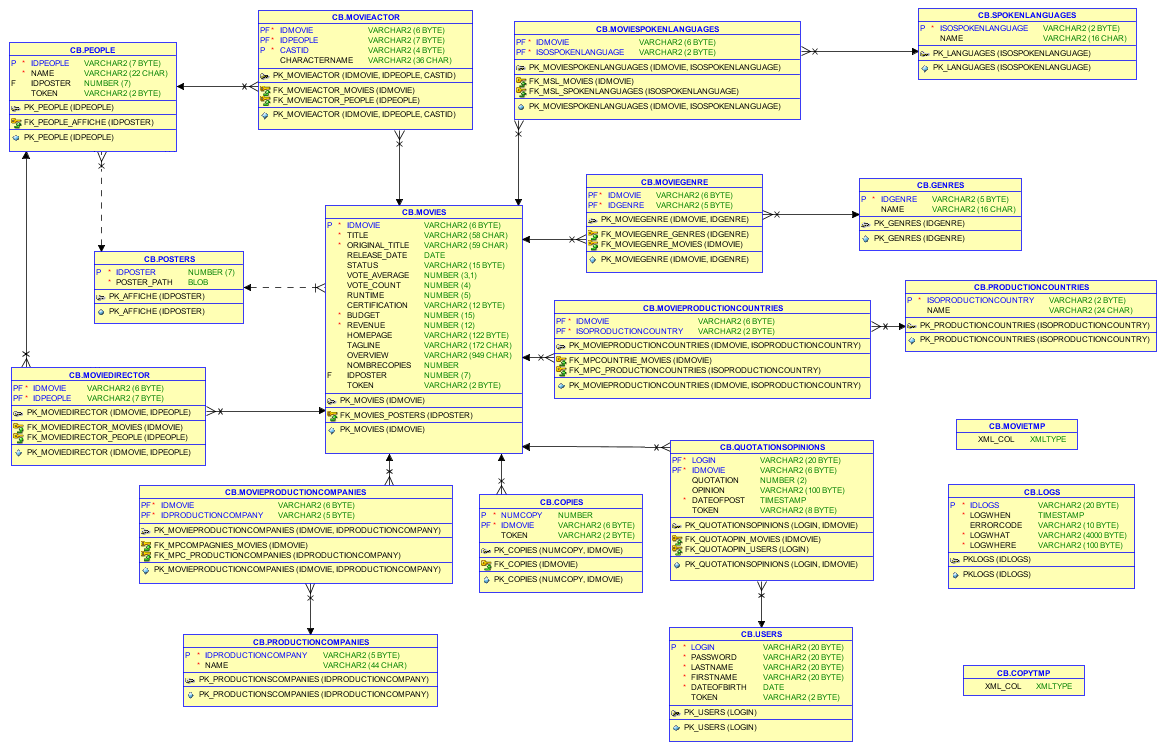 CB.PEOPLE
P * IDPEOPLE VARCHAR2 (7 BYTE)
* NAME VARCHAR2 (22 CHAR)
F IDPOSTER NUMBER (7)
TOKEN VARCHAR2 (2 BYTE)
PK_PEOPLE (IDPEOPLE)
FK_PEOPLE_AFFICHE (IDPOSTER)
PK_PEOPLE (IDPEOPLE)
CB.MOVIEACTOR
PF* IDMOVIE VARCHAR2 (6 BYTE)
PF* IDPEOPLE VARCHAR2 (7 BYTE)
P * CASTID VARCHAR2 (4 BYTE)
CHARACTERNAME VARCHAR2 (36 CHAR)
PK_MOVIEACTOR (IDMOVIE, IDPEOPLE, CASTID)
FK_MOVIEACTOR_MOVIES (IDMOVIE)
FK_MOVIEACTOR_PEOPLE (IDPEOPLE)
PK_MOVIEACTOR (IDMOVIE, IDPEOPLE, CASTID)
CB.MOVIESPOKENLANGUAGES
PF* IDMOVIE VARCHAR2 (6 BYTE)
PF* ISOSPOKENLANGUAGE VARCHAR2 (2 BYTE)
PK_MOVIESPOKENLANGUAGES (IDMOVIE, ISOSPOKENLANGUAGE)
FK_MSL_MOVIES (IDMOVIE)
FK_MSL_SPOKENLANGUAGES (ISOSPOKENLANGUAGE)
PK_MOVIESPOKENLANGUAGES (IDMOVIE, ISOSPOKENLANGUAGE)
CB.SPOKENLANGUAGES
P * ISOSPOKENLANGUAGE VARCHAR2 (2 BYTE)
NAME VARCHAR2 (16 CHAR)
PK_LANGUAGES (ISOSPOKENLANGUAGE)
PK_LANGUAGES (ISOSPOKENLANGUAGE)
CB.MOVIES
P * IDMOVIE VARCHAR2 (6 BYTE)
* TITLE VARCHAR2 (58 CHAR)
* ORIGINAL_TITLE VARCHAR2 (59 CHAR)
RELEASE_DATE DATE
STATUS VARCHAR2 (15 BYTE)
VOTE_AVERAGE NUMBER (3,1)
VOTE_COUNT NUMBER (4)
RUNTIME NUMBER (5)
CERTIFICATION VARCHAR2 (12 BYTE)
* BUDGET NUMBER (15)
* REVENUE NUMBER (12)
HOMEPAGE VARCHAR2 (122 BYTE)
TAGLINE VARCHAR2 (172 CHAR)
OVERVIEW VARCHAR2 (949 CHAR)
NOMBRECOPIES NUMBER
F IDPOSTER NUMBER (7)
TOKEN VARCHAR2 (2 BYTE)
PK_MOVIES (IDMOVIE)
FK_MOVIES_POSTERS (IDPOSTER)
PK_MOVIES (IDMOVIE)
CB.MOVIEGENRE
PF* IDMOVIE VARCHAR2 (6 BYTE)
PF* IDGENRE VARCHAR2 (5 BYTE)
PK_MOVIEGENRE (IDMOVIE, IDGENRE)
FK_MOVIEGENRE_GENRES (IDGENRE)
FK_MOVIEGENRE_MOVIES (IDMOVIE)
PK_MOVIEGENRE (IDMOVIE, IDGENRE)
CB.GENRES
P * IDGENRE VARCHAR2 (5 BYTE)
NAME VARCHAR2 (16 CHAR)
PK_GENRES (IDGENRE)
PK_GENRES (IDGENRE)
CB.POSTERS
P * IDPOSTER NUMBER (7)
* POSTER_PATH BLOB
PK_AFFICHE (IDPOSTER)
PK_AFFICHE (IDPOSTER)
CB.MOVIEPRODUCTIONCOUNTRIES
PF* IDMOVIE VARCHAR2 (6 BYTE)
PF* ISOPRODUCTIONCOUNTRY VARCHAR2 (2 BYTE)
PK_MOVIEPRODUCTIONCOUNTRIES (IDMOVIE, ISOPRODUCTIONCOUNTRY)
FK_MPCOUNTRIE_MOVIES (IDMOVIE)
FK_MPC_PRODUCTIONCOUNTRIES (ISOPRODUCTIONCOUNTRY)
PK_MOVIEPRODUCTIONCOUNTRIES (IDMOVIE, ISOPRODUCTIONCOUNTRY)
CB.PRODUCTIONCOUNTRIES
P * ISOPRODUCTIONCOUNTRY VARCHAR2 (2 BYTE)
NAME VARCHAR2 (24 CHAR)
PK_PRODUCTIONCOUNTRIES (ISOPRODUCTIONCOUNTRY)
PK_PRODUCTIONCOUNTRIES (ISOPRODUCTIONCOUNTRY)
CB.MOVIEDIRECTOR
PF* IDMOVIE VARCHAR2 (6 BYTE)
PF* IDPEOPLE VARCHAR2 (7 BYTE)
PK_MOVIEDIRECTOR (IDMOVIE, IDPEOPLE)
FK_MOVIEDIRECTOR_MOVIES (IDMOVIE)
FK_MOVIEDIRECTOR_PEOPLE (IDPEOPLE)
PK_MOVIEDIRECTOR (IDMOVIE, IDPEOPLE)
CB.MOVIETMP
XML_COL XMLTYPE
CB.QUOTATIONSOPINIONS
PF* LOGIN VARCHAR2 (20 BYTE)
PF* IDMOVIE VARCHAR2 (6 BYTE)
QUOTATION NUMBER (2)
OPINION VARCHAR2 (100 BYTE)
* DATEOFPOST TIMESTAMP
TOKEN VARCHAR2 (8 BYTE)
PK_QUOTATIONSOPINIONS (LOGIN, IDMOVIE)
FK_QUOTAOPIN_MOVIES (IDMOVIE)
FK_QUOTAOPIN_USERS (LOGIN)
PK_QUOTATIONSOPINIONS (LOGIN, IDMOVIE)
CB.MOVIEPRODUCTIONCOMPANIES
PF* IDMOVIE VARCHAR2 (6 BYTE)
PF* IDPRODUCTIONCOMPANY VARCHAR2 (5 BYTE)
PK_MOVIEPRODUCTIONCOMPANIES (IDMOVIE, IDPRODUCTIONCOMPANY)
FK_MPCOMPAGNIES_MOVIES (IDMOVIE)
FK_MPC_PRODUCTIONCOMPANIES (IDPRODUCTIONCOMPANY)
PK_MOVIEPRODUCTIONCOMPANIES (IDMOVIE, IDPRODUCTIONCOMPANY)
CB.COPIES
P * NUMCOPY NUMBER
PF* IDMOVIE VARCHAR2 (6 BYTE)
TOKEN VARCHAR2 (2 BYTE)
PK_COPIES (NUMCOPY, IDMOVIE)
FK_COPIES (IDMOVIE)
PK_COPIES (NUMCOPY, IDMOVIE)
CB.LOGS
P * IDLOGS VARCHAR2 (20 BYTE)
* LOGWHEN TIMESTAMP
ERRORCODE VARCHAR2 (10 BYTE)
* LOGWHAT VARCHAR2 (4000 BYTE)
* LOGWHERE VARCHAR2 (100 BYTE)
PKLOGS (IDLOGS)
PKLOGS (IDLOGS)
CB.PRODUCTIONCOMPANIES
P * IDPRODUCTIONCOMPANY VARCHAR2 (5 BYTE)
* NAME VARCHAR2 (44 CHAR)
PK_PRODUCTIONSCOMPANIES (IDPRODUCTIONCOMPANY)
PK_PRODUCTIONSCOMPANIES (IDPRODUCTIONCOMPANY)
CB.USERS
P * LOGIN VARCHAR2 (20 BYTE)
* PASSWORD VARCHAR2 (20 BYTE)
* LASTNAME VARCHAR2 (20 BYTE)
* FIRSTNAME VARCHAR2 (20 BYTE)
* DATEOFBIRTH DATE
TOKEN VARCHAR2 (2 BYTE)
PK_USERS (LOGIN)
PK_USERS (LOGIN)
CB.COPYTMP
XML_COL XMLTYPE